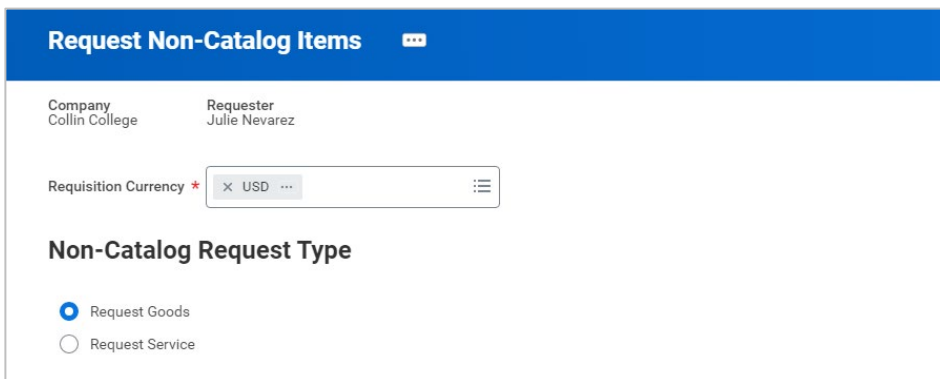 Request Non-Catalog Items
Company Requester
Collin College Julie Nevarez
Requisition Currency * × USD ...
Non-Catalog Request Type
Request Goods
Request Service